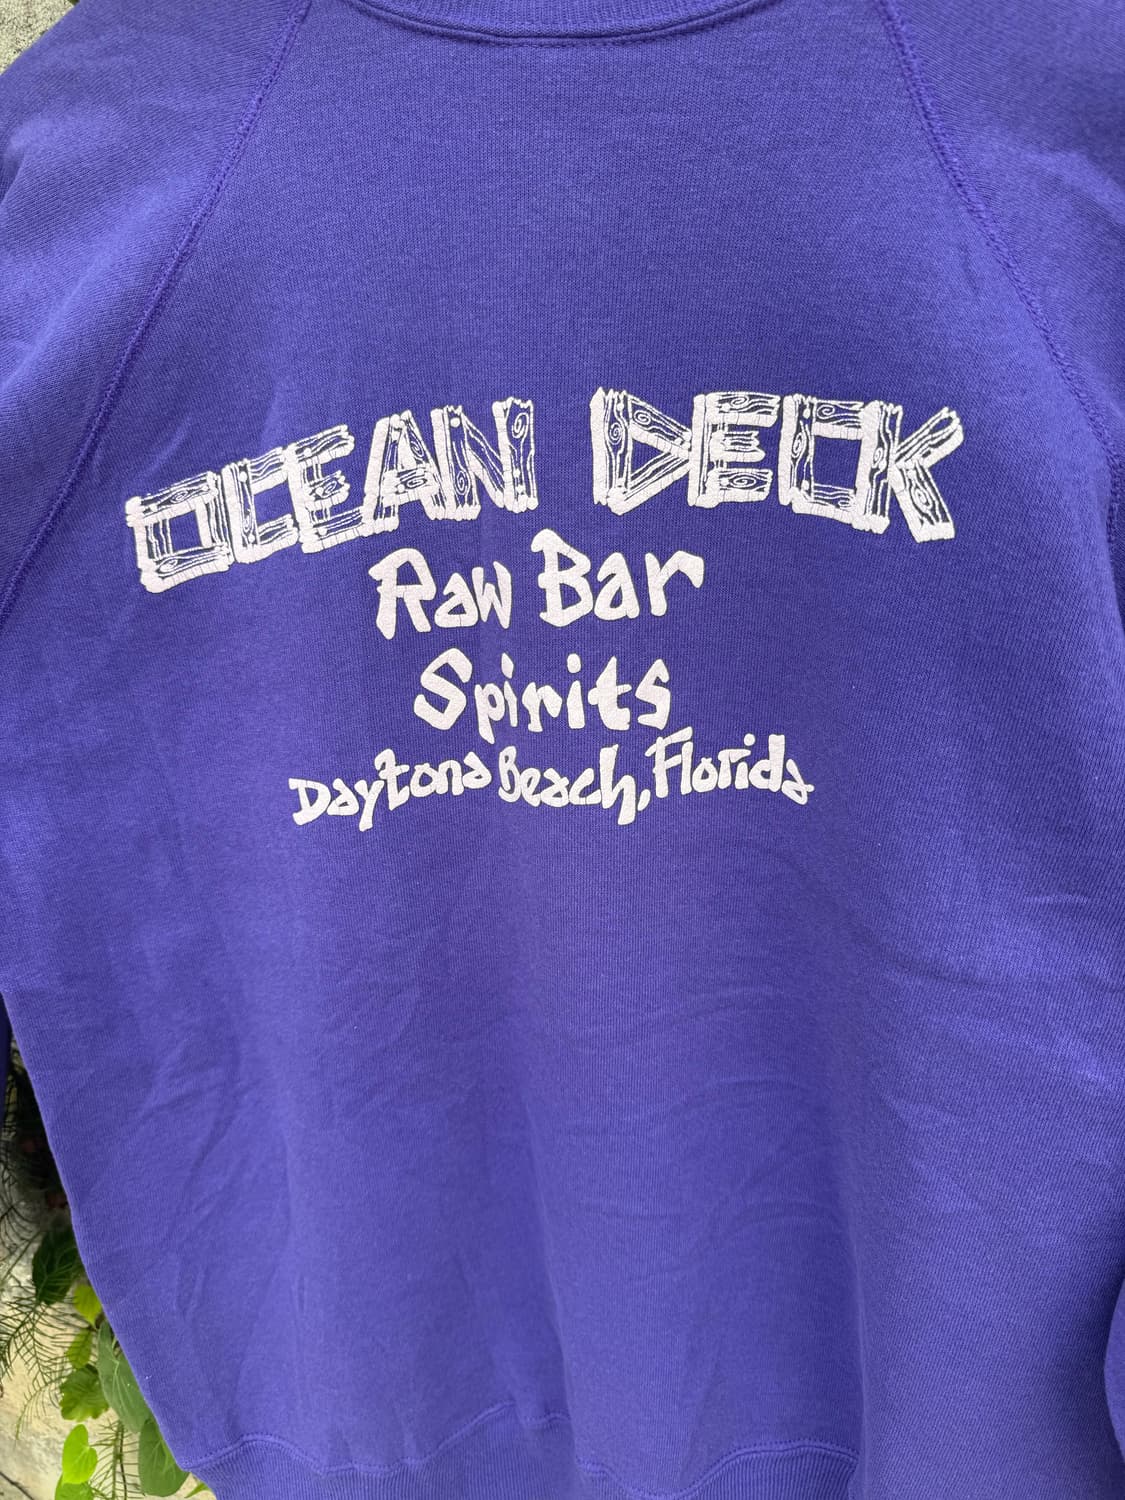 OCEAN DECK
Raw Bar
Spirits
Daytona Beach, Florida